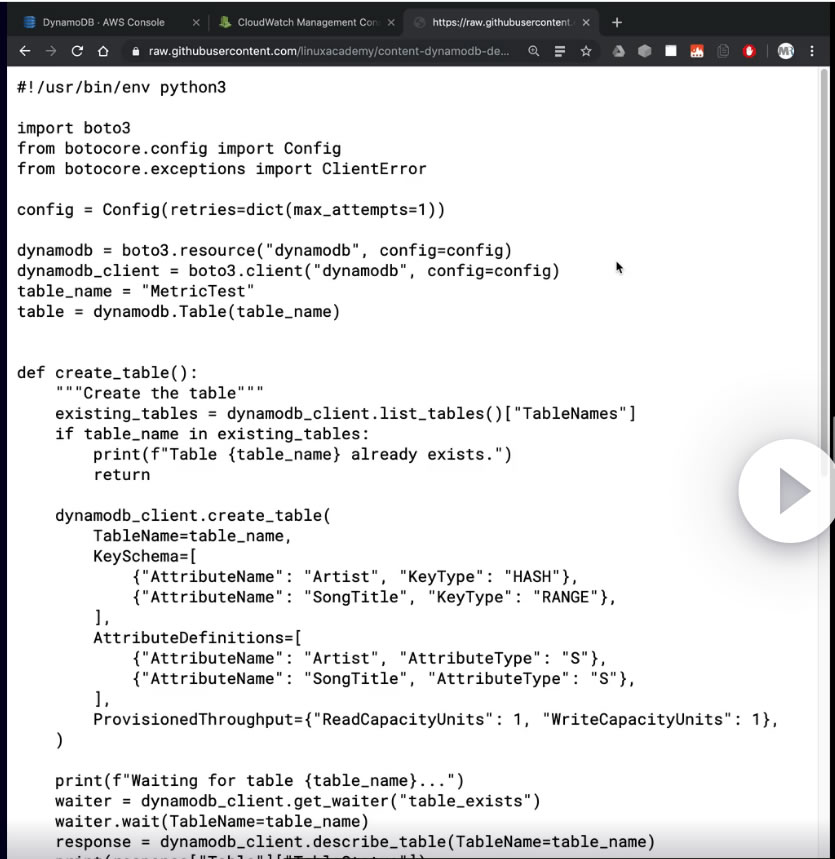 DynamoDB · AWS Console
CloudWatch Management Con
https://raw.githubusercontent.
raw.githubusercontent.com/linuxacademy/content-dynamodb-de...
MR
#!/usr/bin/env python3
import boto3
from botocore.config import Config
from botocore.exceptions import ClientError
config = Config(retries=dict(max_attempts=1))
dynamodb = boto3.resource("dynamodb", config=config)
dynamodb_client = boto3.client("dynamodb", config=config)
table_name = "MetricTest"
table = dynamodb.Table(table_name)
def create_table():
    """Create the table"""
    existing_tables = dynamodb_client.list_tables()["TableNames"]
    if table_name in existing_tables:
        print(f"Table {table_name} already exists.")
        return
    dynamodb_client.create_table(
        TableName=table_name,
        KeySchema=[
            {"AttributeName": "Artist", "KeyType": "HASH"},
            {"AttributeName": "SongTitle", "KeyType": "RANGE"},
        ],
        AttributeDefinitions=[
            {"AttributeName": "Artist", "AttributeType": "S"},
            {"AttributeName": "SongTitle", "AttributeType": "S"},
        ],
        ProvisionedThroughput={"ReadCapacityUnits": 1, "WriteCapacityUnits": 1},
    )
    print(f"Waiting for table {table_name}...")
    waiter = dynamodb_client.get_waiter("table_exists")
    waiter.wait(TableName=table_name)
    response = dynamodb_client.describe_table(TableName=table_name)